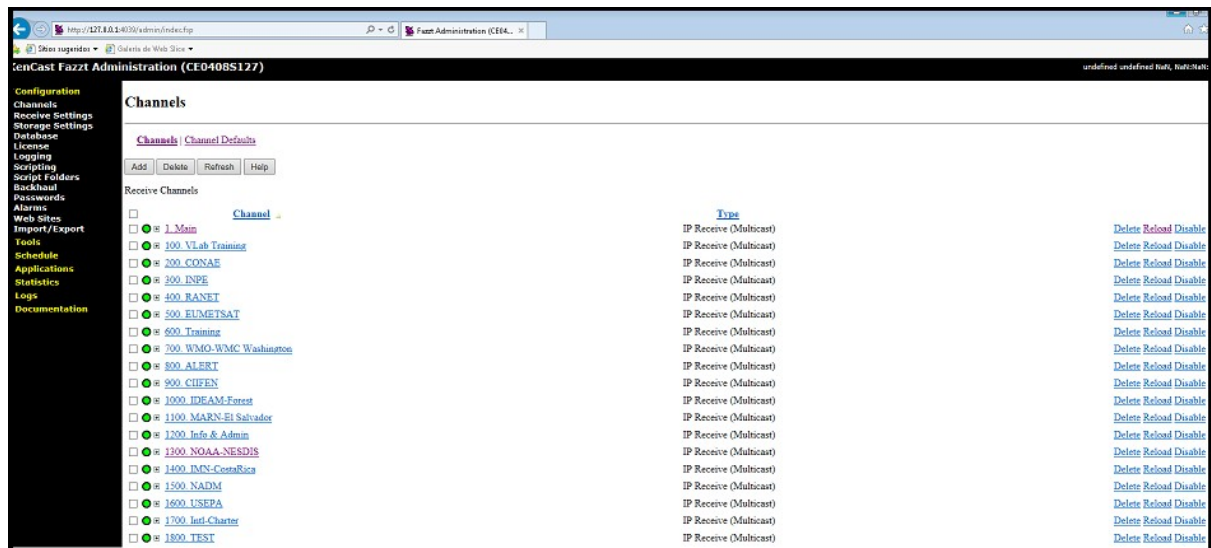 http://127.0.0.1:4039/admin/index.fsp
Fazzt Administration (CE04... ×
Sitios sugeridos
Galería de Web Slice
KenCast Fazzt Administration (CE0408S127)
undefined undefined NaN, NaN:NaN:
Configuration
Channels
Receive Settings
Storage Settings
Database
License
Logging
Scripting
Script Folders
Backhaul
Passwords
Alarms
Web Sites
Import/Export
Tools
Schedule
Applications
Statistics
Logs
Documentation
Channels
Channels | Channel Defaults
Add Delete Refresh Help
Receive Channels
Channel Type
1. Main IP Receive (Multicast) Delete Reload Disable
100. VLab Training IP Receive (Multicast) Delete Reload Disable
200. CONAE IP Receive (Multicast) Delete Reload Disable
300. INPE IP Receive (Multicast) Delete Reload Disable
400. RANET IP Receive (Multicast) Delete Reload Disable
500. EUMETSAT IP Receive (Multicast) Delete Reload Disable
600. Training IP Receive (Multicast) Delete Reload Disable
700. WMO-WMC Washington IP Receive (Multicast) Delete Reload Disable
800. ALERT IP Receive (Multicast) Delete Reload Disable
900. CIIFEN IP Receive (Multicast) Delete Reload Disable
1000. IDEAM-Forest IP Receive (Multicast) Delete Reload Disable
1100. MARN-El Salvador IP Receive (Multicast) Delete Reload Disable
1200. Info & Admin IP Receive (Multicast) Delete Reload Disable
1300. NOAA-NESDIS IP Receive (Multicast) Delete Reload Disable
1400. IMN-CostaRica IP Receive (Multicast) Delete Reload Disable
1500. NADM IP Receive (Multicast) Delete Reload Disable
1600. USEPA IP Receive (Multicast) Delete Reload Disable
1700. Intl-Charter IP Receive (Multicast) Delete Reload Disable
1800. TEST IP Receive (Multicast) Delete Reload Disable